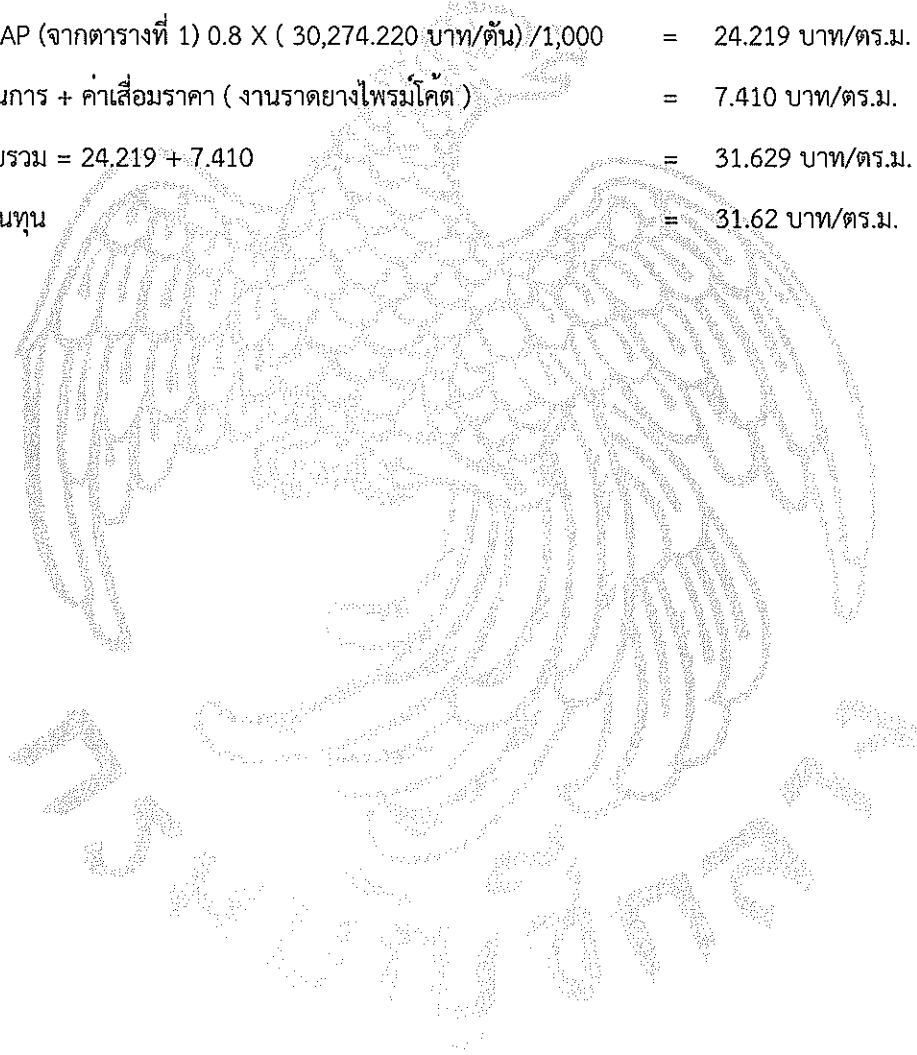 AP (จากตารางที่ 1) 0.8 X ( 30,274.220 บาท/ตัน) /1,000 = 24.219 บาท/ตร.ม.
นการ + ค่าเสื่อมราคา ( งานราดยางไพรม์โค้ต ) = 7.410 บาท/ตร.ม.
รวม = 24.219 + 7.410 = 31.629 บาท/ตร.ม.
นทุน = 31.62 บาท/ตร.ม.